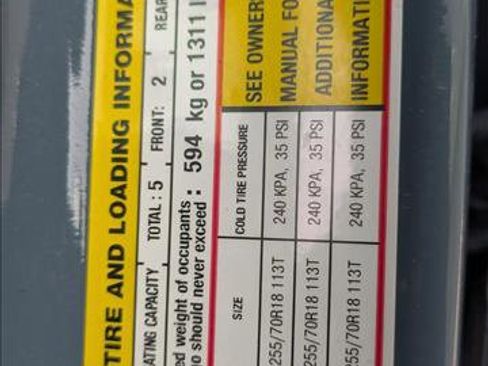 TIRE AND LOADING INFORMA
ATING CAPACITY TOTAL : 5 FRONT: 2 REAR
ed weight of occupants
o should never exceed : 594 kg or 1311
SIZE COLD TIRE PRESSURE SEE OWNER
255/70R18 113T 240 KPA, 35 PSI MANUAL FO
255/70R18 113T 240 KPA, 35 PSI ADDITIONA
255/70R18 113T 240 KPA, 35 PSI INFORMATI